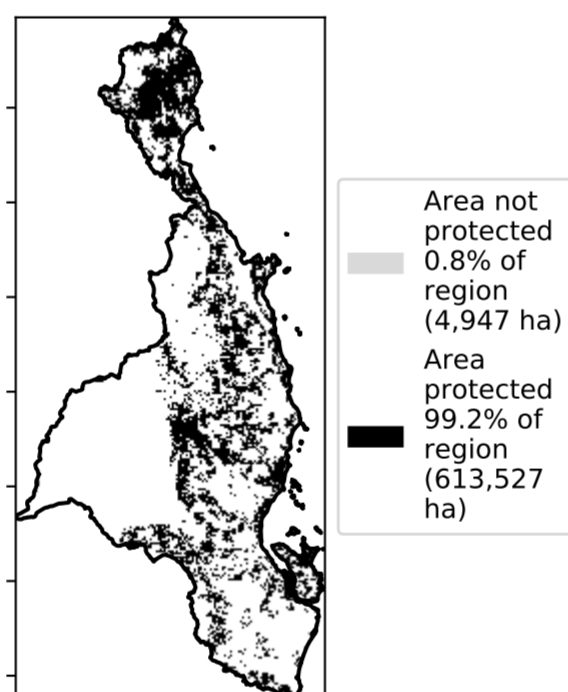 Area not
protected
0.8% of
region
(4,947 ha)
Area
protected
99.2% of
region
(613,527
ha)